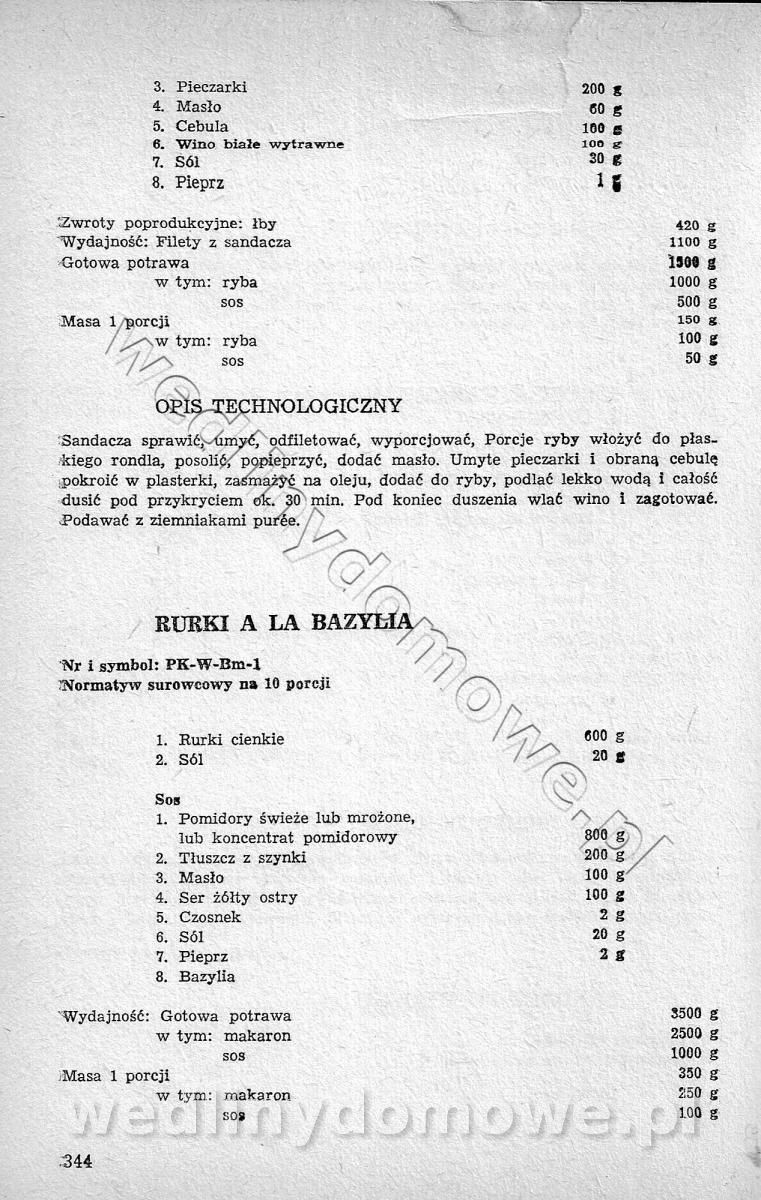 3. Pieczarki 200 g
4. Masło 60 g
5. Cebula 100 g
6. Wino białe wytrawne 100 g
7. Sól 30 g
8. Pieprz 1 g
Zwroty poprodukcyjne: łby 420 g
Wydajność: Filety z sandacza 1100 g
Gotowa potrawa 1500 g
w tym: ryba 1000 g
sos 500 g
Masa 1 porcji 150 g
w tym: ryba 100 g
sos 50 g
OPIS TECHNOLOGICZNY
Sandacza sprawić, umyć, odfiletować, wyporcjować, Porcje ryby włożyć do płas-
kiego rondla, posolić, popieprzyć, dodać masło. Umyte pieczarki i obraną cebulę
pokroić w plasterki, zasmażyć na oleju, dodać do ryby, podlać lekko wodą i całość
dusić pod przykryciem ok. 30 min. Pod koniec duszenia wlać wino i zagotować.
Podawać z ziemniakami purée.
RURKI A LA BAZYLIA
Nr i symbol: PK-W-Bm-1
Normatyw surowcowy na 10 porcji
1. Rurki cienkie 600 g
2. Sól 20 g
Sos
1. Pomidory świeże lub mrożone,
lub koncentrat pomidorowy 800 g
2. Tłuszcz z szynki 200 g
3. Masło 100 g
4. Ser żółty ostry 100 g
5. Czosnek 2 g
6. Sól 20 g
7. Pieprz 2 g
8. Bazylia
Wydajność: Gotowa potrawa 3500 g
w tym: makaron 2500 g
sos 1000 g
Masa 1 porcji 350 g
w tym: makaron 250 g
sos 100 g
344
wedlinydomowe.pl
wedlinydomowe.pl